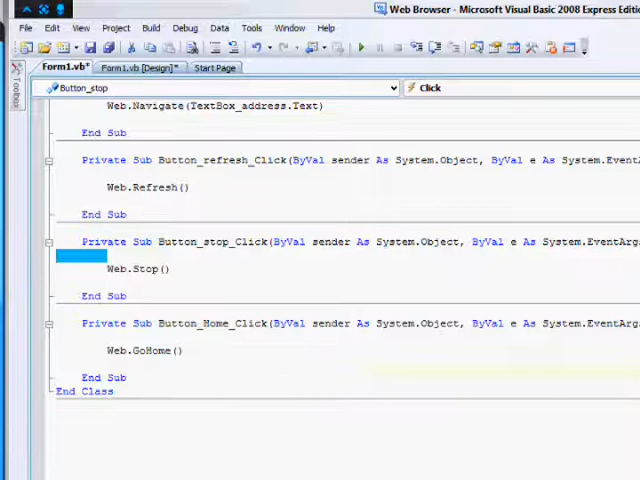 Web Browser - Microsoft Visual Basic 2008 Express Editi
File Edit View Project Build Debug Data Tools Window Help
Form1.vb* Form1.vb [Design]* Start Page
Toolbox
Button_stop Click
Web.Navigate(TextBox_address.Text)
End Sub
Private Sub Button_refresh_Click(ByVal sender As System.Object, ByVal e As System.EventA
Web.Refresh()
End Sub
Private Sub Button_stop_Click(ByVal sender As System.Object, ByVal e As System.EventArg
Web.Stop()
End Sub
Private Sub Button_Home_Click(ByVal sender As System.Object, ByVal e As System.EventArg
Web.GoHome()
End Sub
End Class